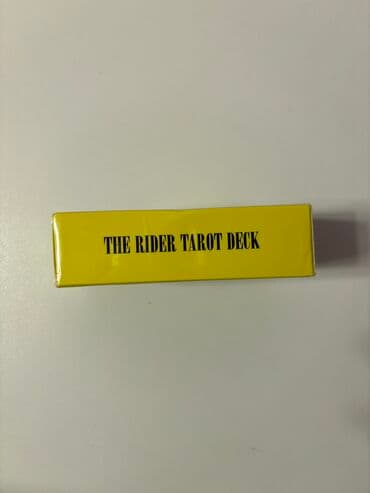 THE RIDER TAROT DECK